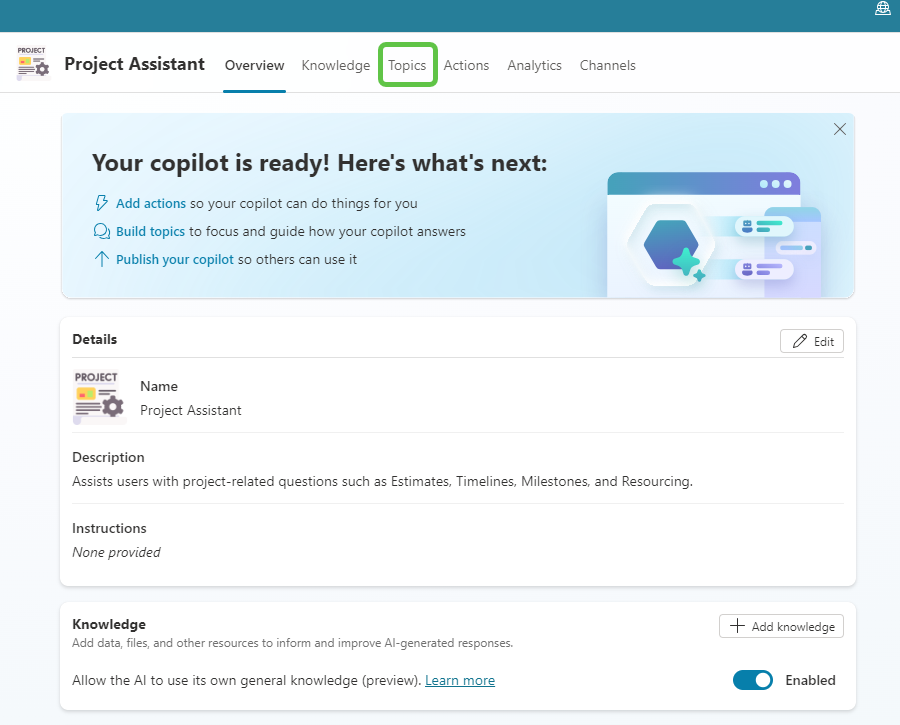 PROJECT
Project Assistant Overview Knowledge Topics Actions Analytics Channels
Your copilot is ready! Here's what's next:
Add actions so your copilot can do things for you
Build topics to focus and guide how your copilot answers
Publish your copilot so others can use it
Details
Edit
PROJECT
Name
Project Assistant
Description
Assists users with project-related questions such as Estimates, Timelines, Milestones, and Resourcing.
Instructions
None provided
Knowledge
Add knowledge
Add data, files, and other resources to inform and improve AI-generated responses.
Allow the AI to use its own general knowledge (preview). Learn more
Enabled